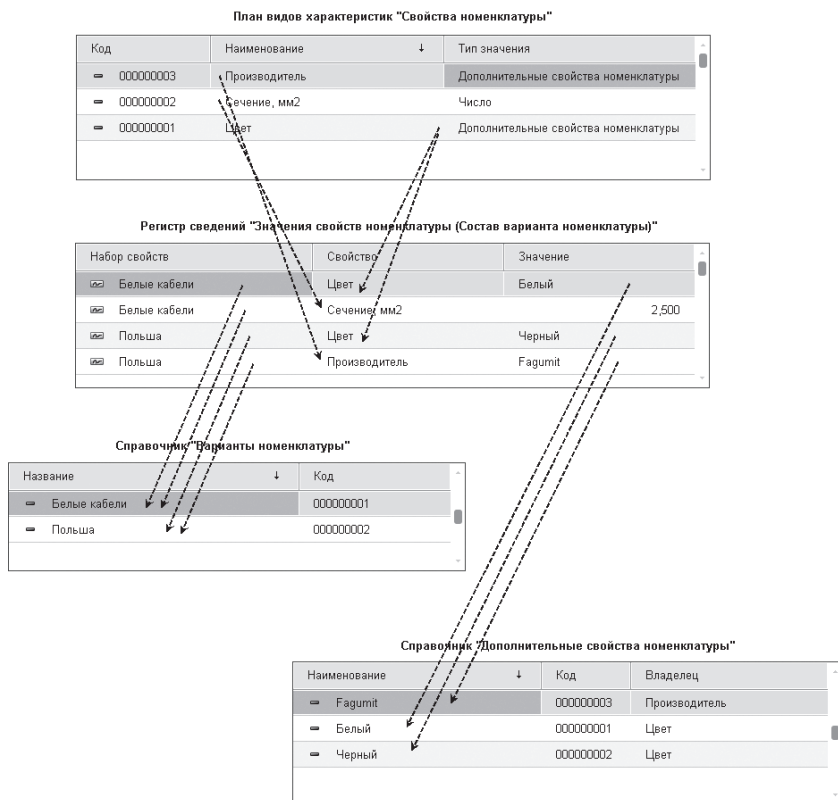 План видов характеристик "Свойства номенклатуры"
Код Наименование ↓ Тип значения
000000003 Производитель Дополнительные свойства номенклатуры
000000002 Сечение, мм2 Число
000000001 Цвет Дополнительные свойства номенклатуры
Регистр сведений "Значения свойств номенклатуры (Состав варианта номенклатуры)"
Набор свойств Свойство Значение
Белые кабели Цвет Белый
Белые кабели Сечение, мм2 2,500
Польша Цвет Черный
Польша Производитель Fagumit
Справочник "Варианты номенклатуры"
Название ↓ Код
Белые кабели 000000001
Польша 000000002
Справочник "Дополнительные свойства номенклатуры"
Наименование ↓ Код Владелец
Fagumit 000000003 Производитель
Белый 000000001 Цвет
Черный 000000002 Цвет